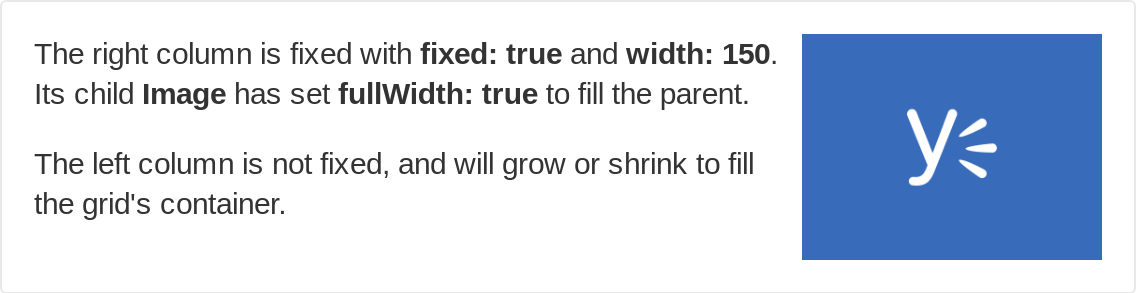 The right column is fixed with fixed: true and width: 150.
Its child Image has set fullWidth: true to fill the parent.
The left column is not fixed, and will grow or shrink to fill
the grid's container.
y